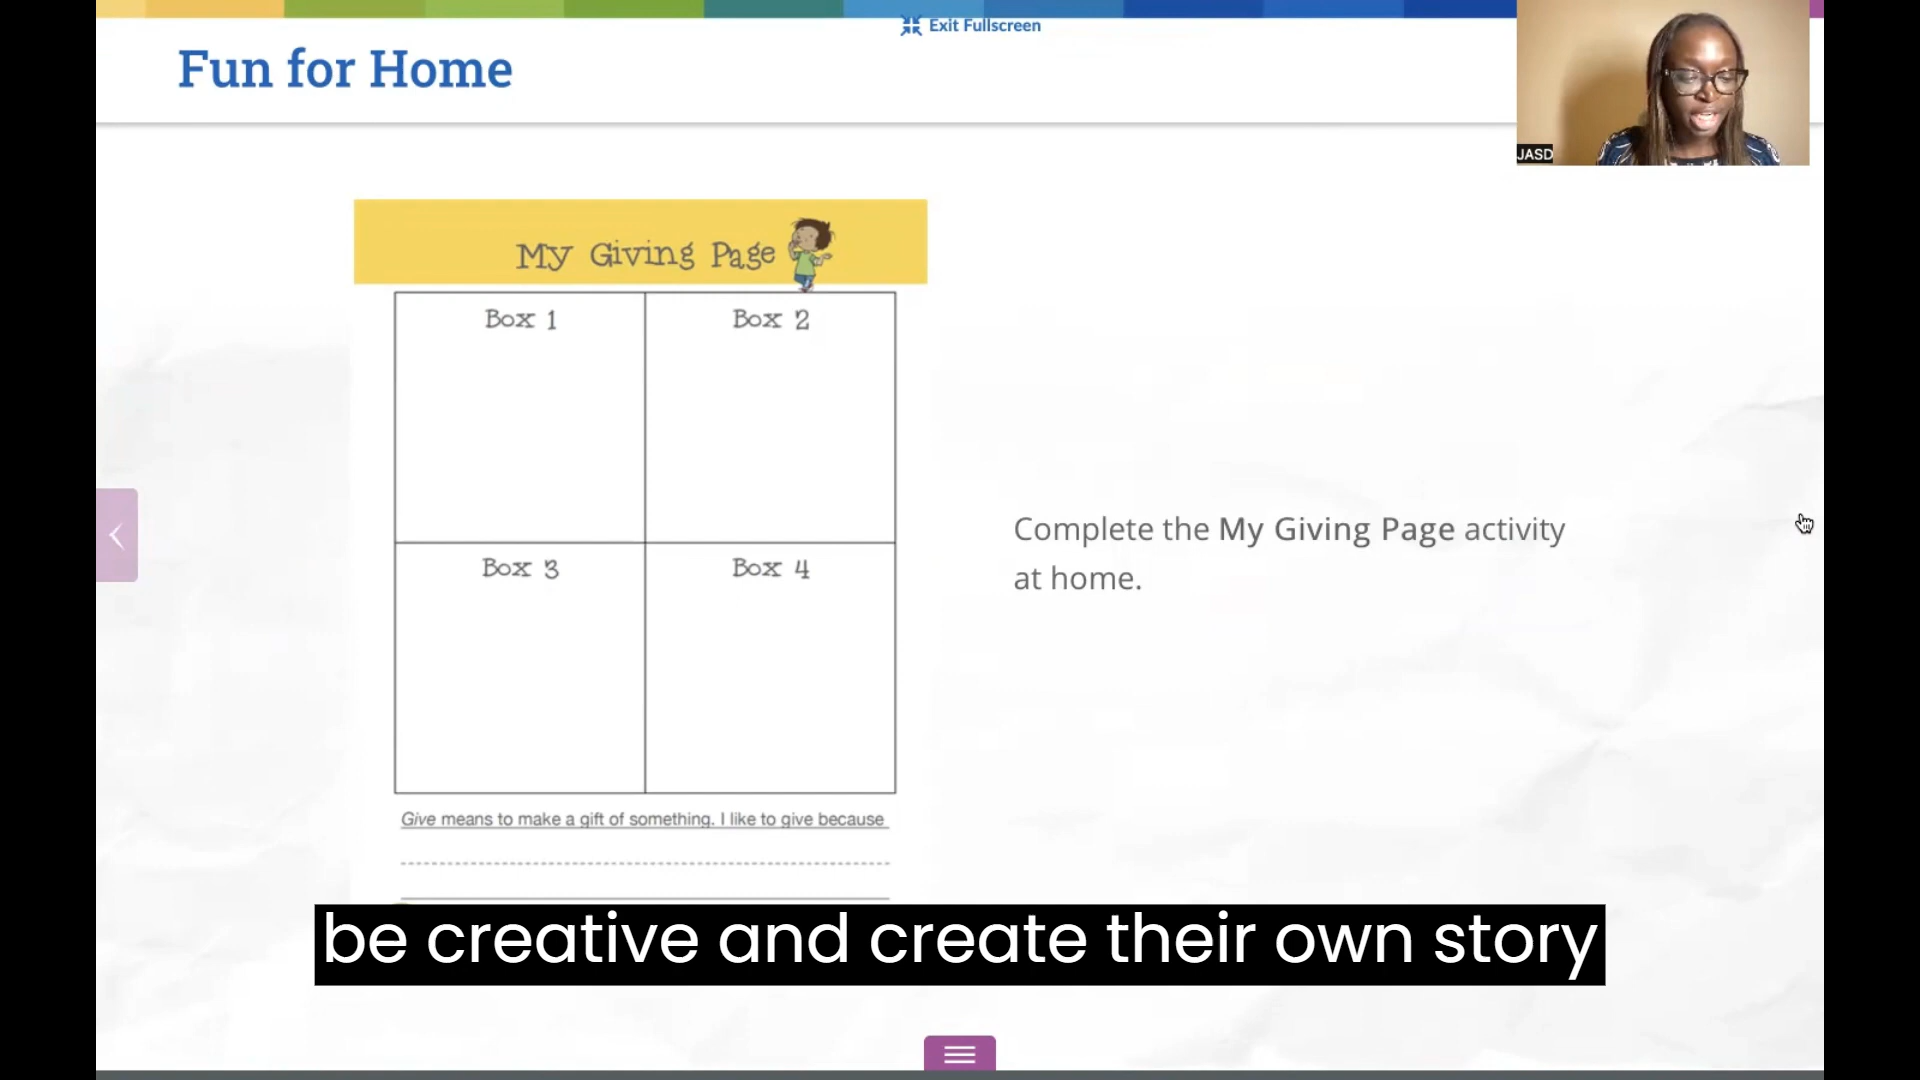 Exit Fullscreen
Fun for Home
JASD
My Giving Page
Box 1
Box 2
Box 3
Box 4
Give means to make a gift of something. I like to give because
Complete the My Giving Page activity
at home.
be creative and create their own story